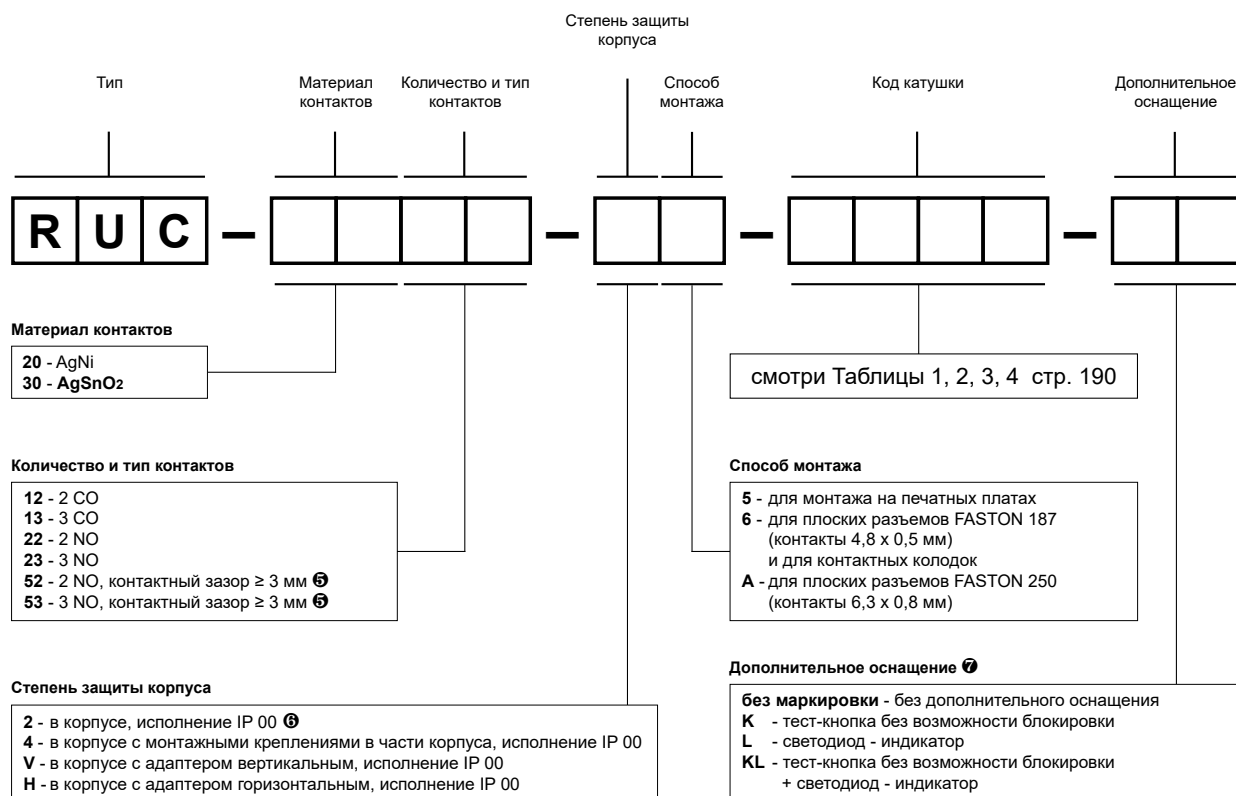 Степень защиты
корпуса
Тип
Материал
контактов
Количество и тип
контактов
Способ
монтажа
Код катушки
Дополнительное
оснащение
R U C – – – –
Материал контактов
20 - AgNi
30 - AgSnO2
смотри Таблицы 1, 2, 3, 4 стр. 190
Количество и тип контактов
12 - 2 CO
13 - 3 CO
22 - 2 NO
23 - 3 NO
52 - 2 NO, контактный зазор ≥ 3 мм ❺
53 - 3 NO, контактный зазор ≥ 3 мм ❺
Способ монтажа
5 - для монтажа на печатных платах
6 - для плоских разъемов FASTON 187
(контакты 4,8 x 0,5 мм)
и для контактных колодок
A - для плоских разъемов FASTON 250
(контакты 6,3 x 0,8 мм)
Степень защиты корпуса
2 - в корпусе, исполнение IP 00 ❻
4 - в корпусе с монтажными креплениями в части корпуса, исполнение IP 00
V - в корпусе с адаптером вертикальным, исполнение IP 00
H - в корпусе с адаптером горизонтальным, исполнение IP 00
Дополнительное оснащение ❼
без маркировки - без дополнительного оснащения
K - тест-кнопка без возможности блокировки
L - светодиод - индикатор
KL - тест-кнопка без возможности блокировки
+ светодиод - индикатор